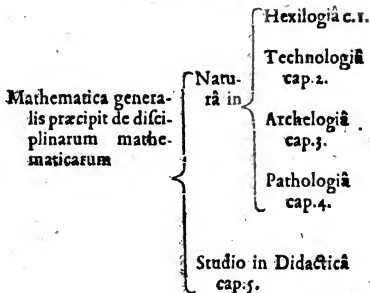 Hexilogiâ c.1.
Technologiâ
cap.2.
Natu-
râ in
Mathematica genera-
lis præcipit de disci-
plinarum mathe-
maticarum
Archelogiâ
cap.3.
Pathologiâ
cap.4.
Studio in Didacticâ
cap.5.